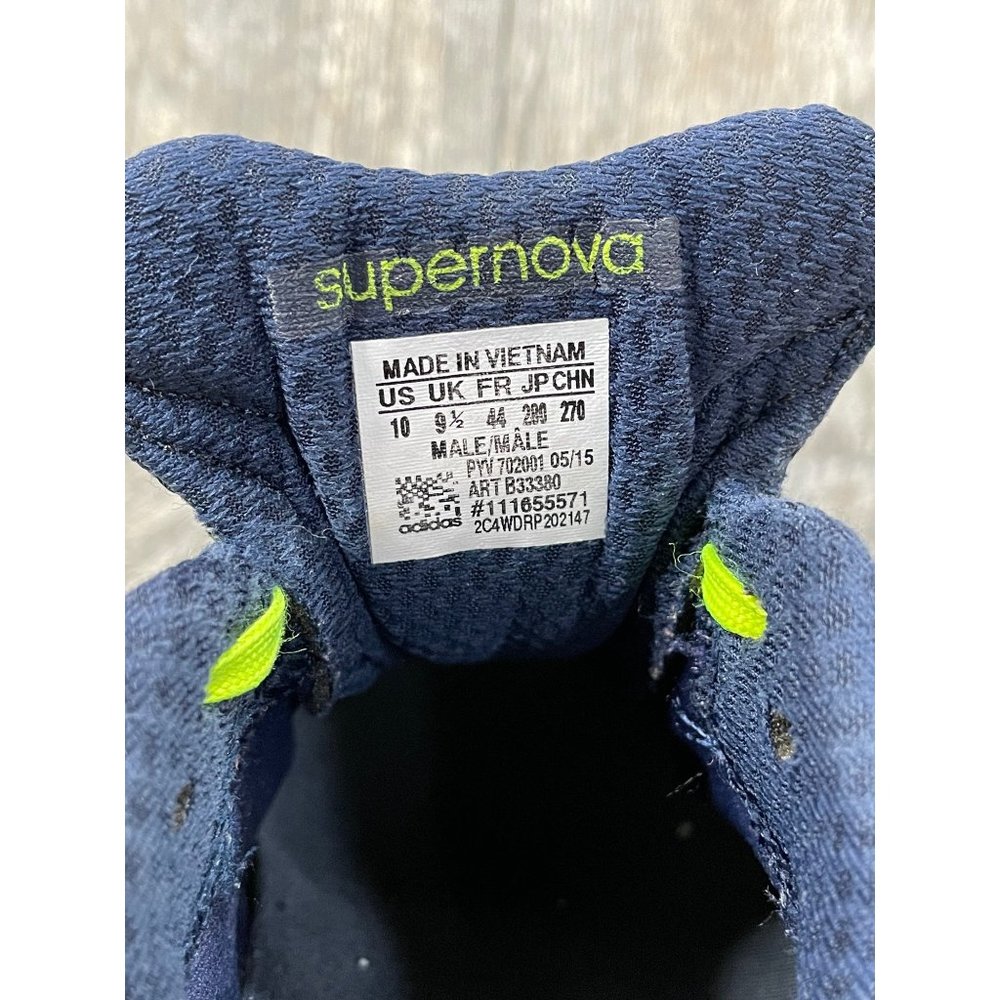 supernova
MADE IN VIETNAM
US UK FR JP CHN
10 9½ 44 280 270
MALE/MÂLE
PYV 702001 05/15
ART B33380
#111655571
adidas 2C4WDRP202147